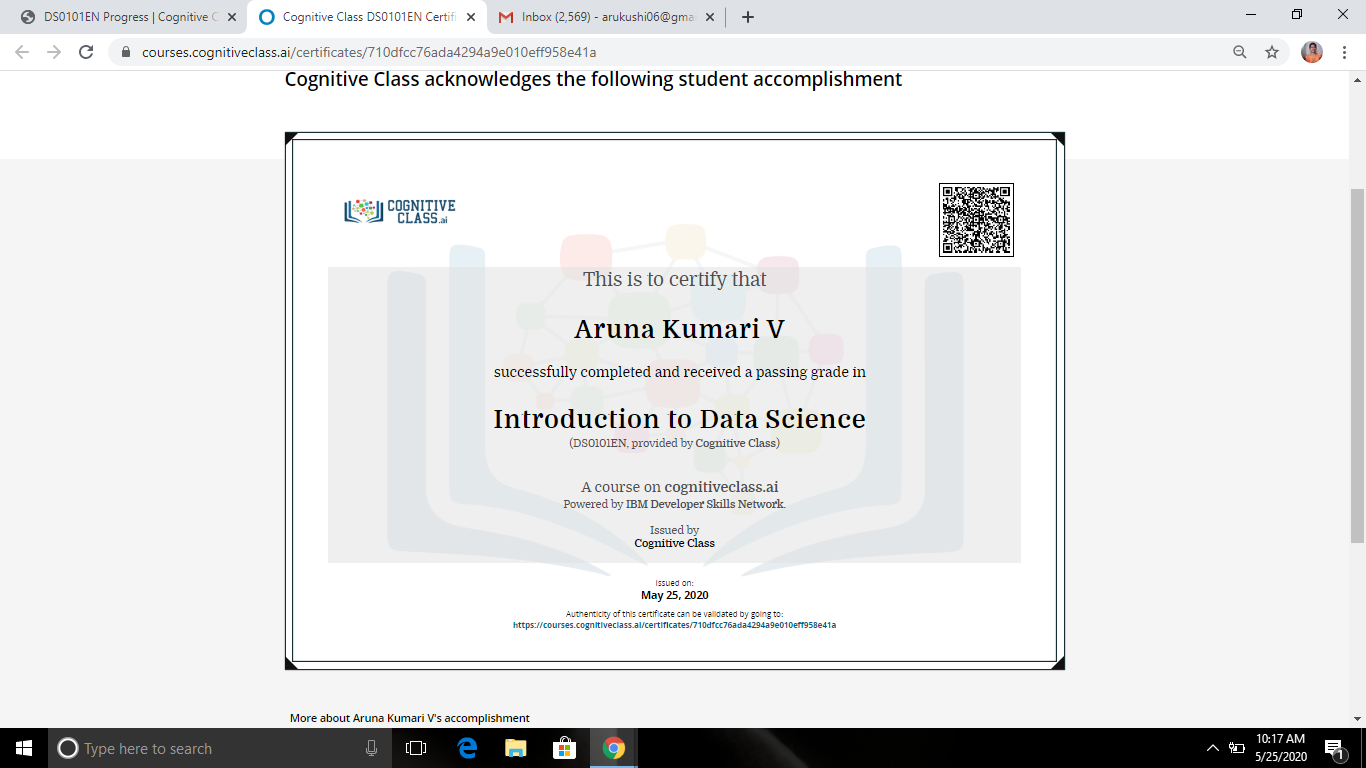 DS0101EN Progress | Cognitive C
Cognitive Class DS0101EN Certifi
Inbox (2,569) - arukushi06@gma
courses.cognitiveclass.ai/certificates/710dfcc76ada4294a9e010eff958e41a
Cognitive Class acknowledges the following student accomplishment
COGNITIVE
CLASS.ai
This is to certify that
Aruna Kumari V
successfully completed and received a passing grade in
Introduction to Data Science
(DS0101EN, provided by Cognitive Class)
A course on cognitiveclass.ai
Powered by IBM Developer Skills Network.
Issued by
Cognitive Class
Issued on:
May 25, 2020
Authenticity of this certificate can be validated by going to:
https://courses.cognitiveclass.ai/certificates/710dfcc76ada4294a9e010eff958e41a
More about Aruna Kumari V's accomplishment
Type here to search
10:17 AM
5/25/2020
1